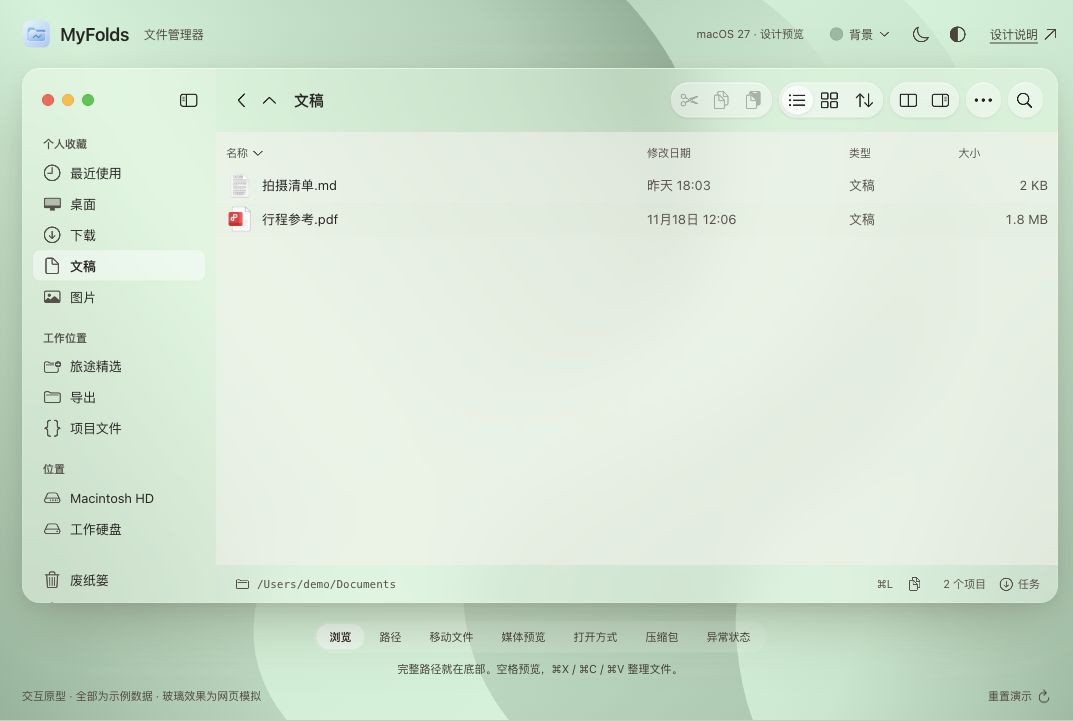 MyFolds 文件管理器
macOS 27 · 设计预览 背景 设计说明
文稿
个人收藏
最近使用
桌面
下载
文稿
图片
工作位置
旅途精选
导出
项目文件
位置
Macintosh HD
工作硬盘
废纸篓
名称 修改日期 类型 大小
拍摄清单.md 昨天 18:03 文稿 2 KB
行程参考.pdf 11月18日 12:06 文稿 1.8 MB
/Users/demo/Documents ⌘L 2 个项目 任务
浏览 路径 移动文件 媒体预览 打开方式 压缩包 异常状态
完整路径就在底部。空格预览，⌘X / ⌘C / ⌘V 整理文件。
交互原型 · 全部为示例数据 · 玻璃效果为网页模拟 重置演示